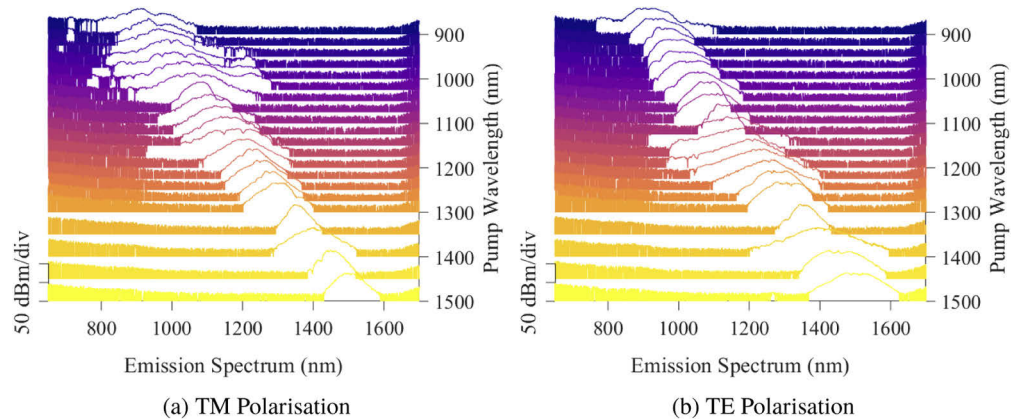 900
1000
1100
1200
1300
1400
1500
Pump Wavelength (nm)
50 dBm/div
800 1000 1200 1400 1600
Emission Spectrum (nm)
(a) TM Polarisation
900
1000
1100
1200
1300
1400
1500
Pump Wavelength (nm)
50 dBm/div
800 1000 1200 1400 1600
Emission Spectrum (nm)
(b) TE Polarisation